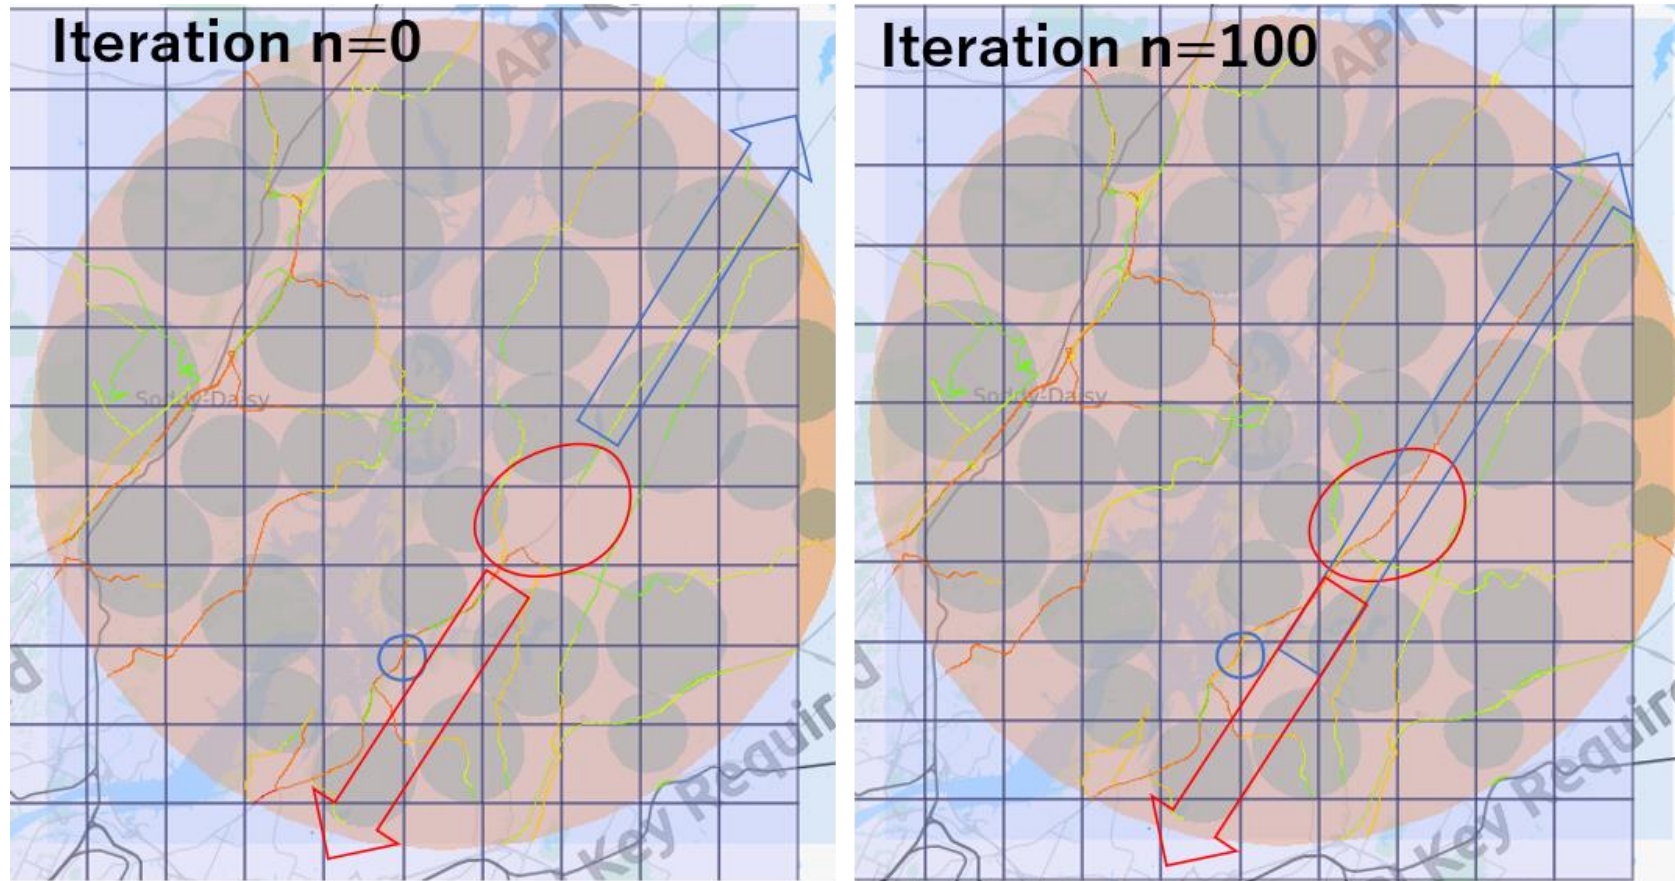 Iteration n=0
API K
Soddy-Daisy
d
Key Requir
Iteration n=100
API K
Soddy-Daisy
d
Key Requir